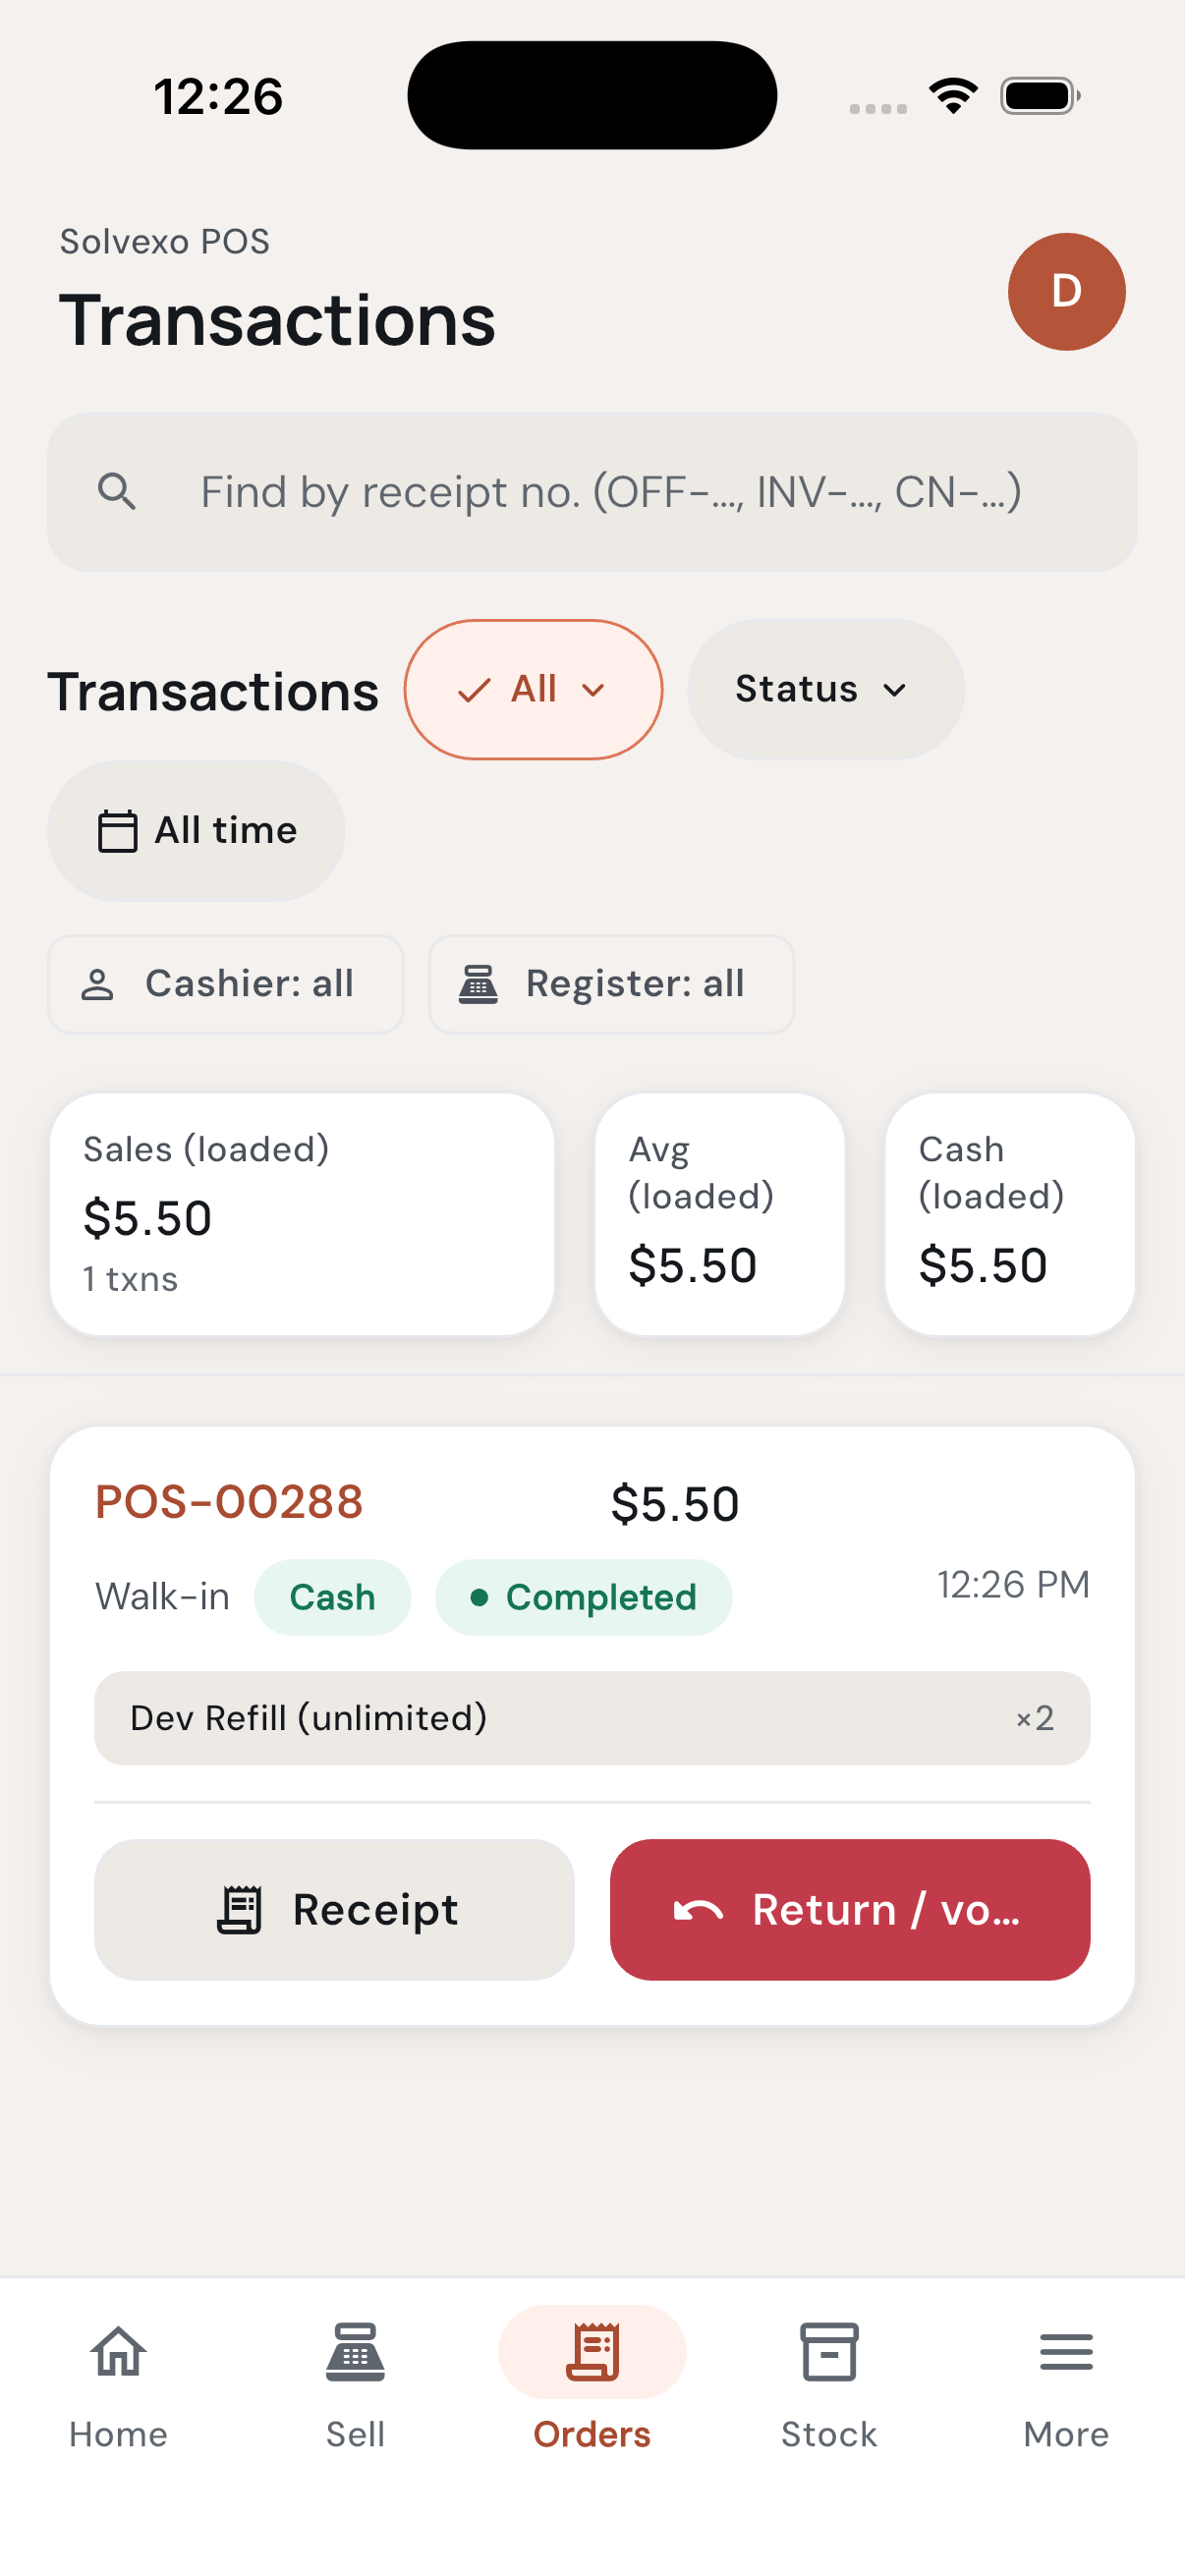 12:26
Solvexo POS
Transactions
D
Find by receipt no. (OFF-..., INV-..., CN-...)
Transactions All Status
All time
Cashier: all Register: all
Sales (loaded)
$5.50
1 txns
Avg
(loaded)
$5.50
Cash
(loaded)
$5.50
POS-00288 $5.50
Walk-in Cash Completed 12:26 PM
Dev Refill (unlimited) ×2
Receipt Return / vo...
Home Sell Orders Stock More